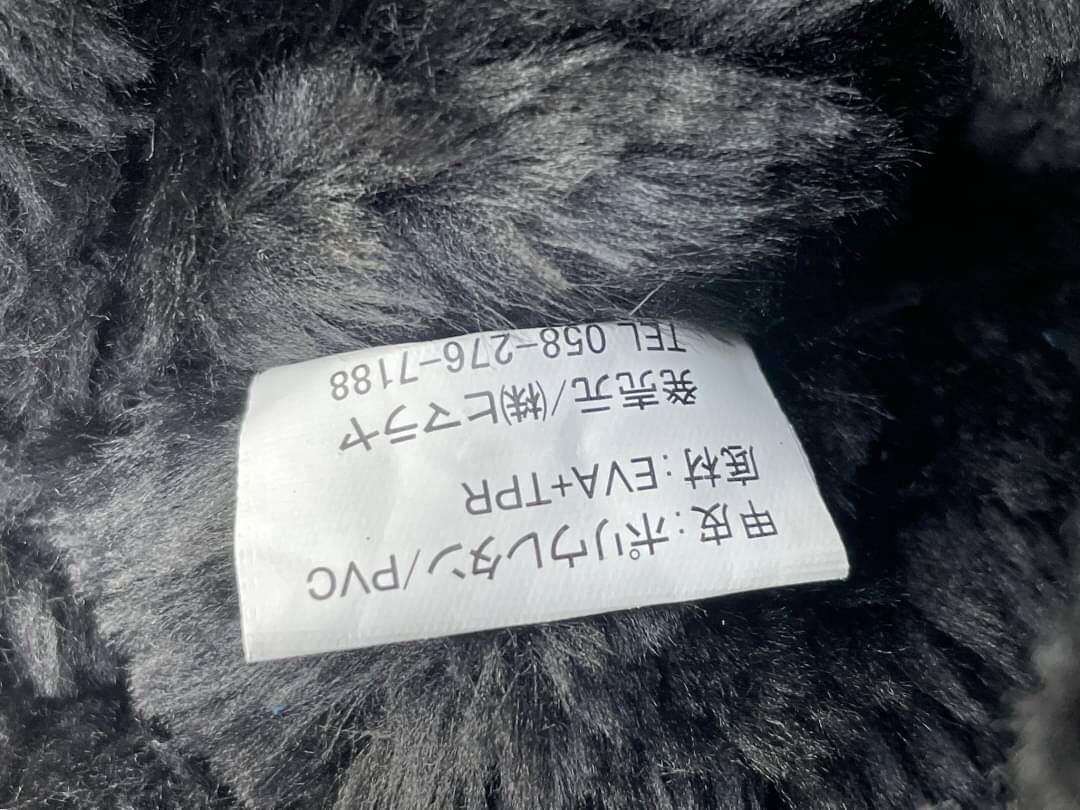 甲皮:ポリウレタン/PVC
底材:EVA+TPR
発売元/㈱ヒマラヤ
TEL 058-276-7188